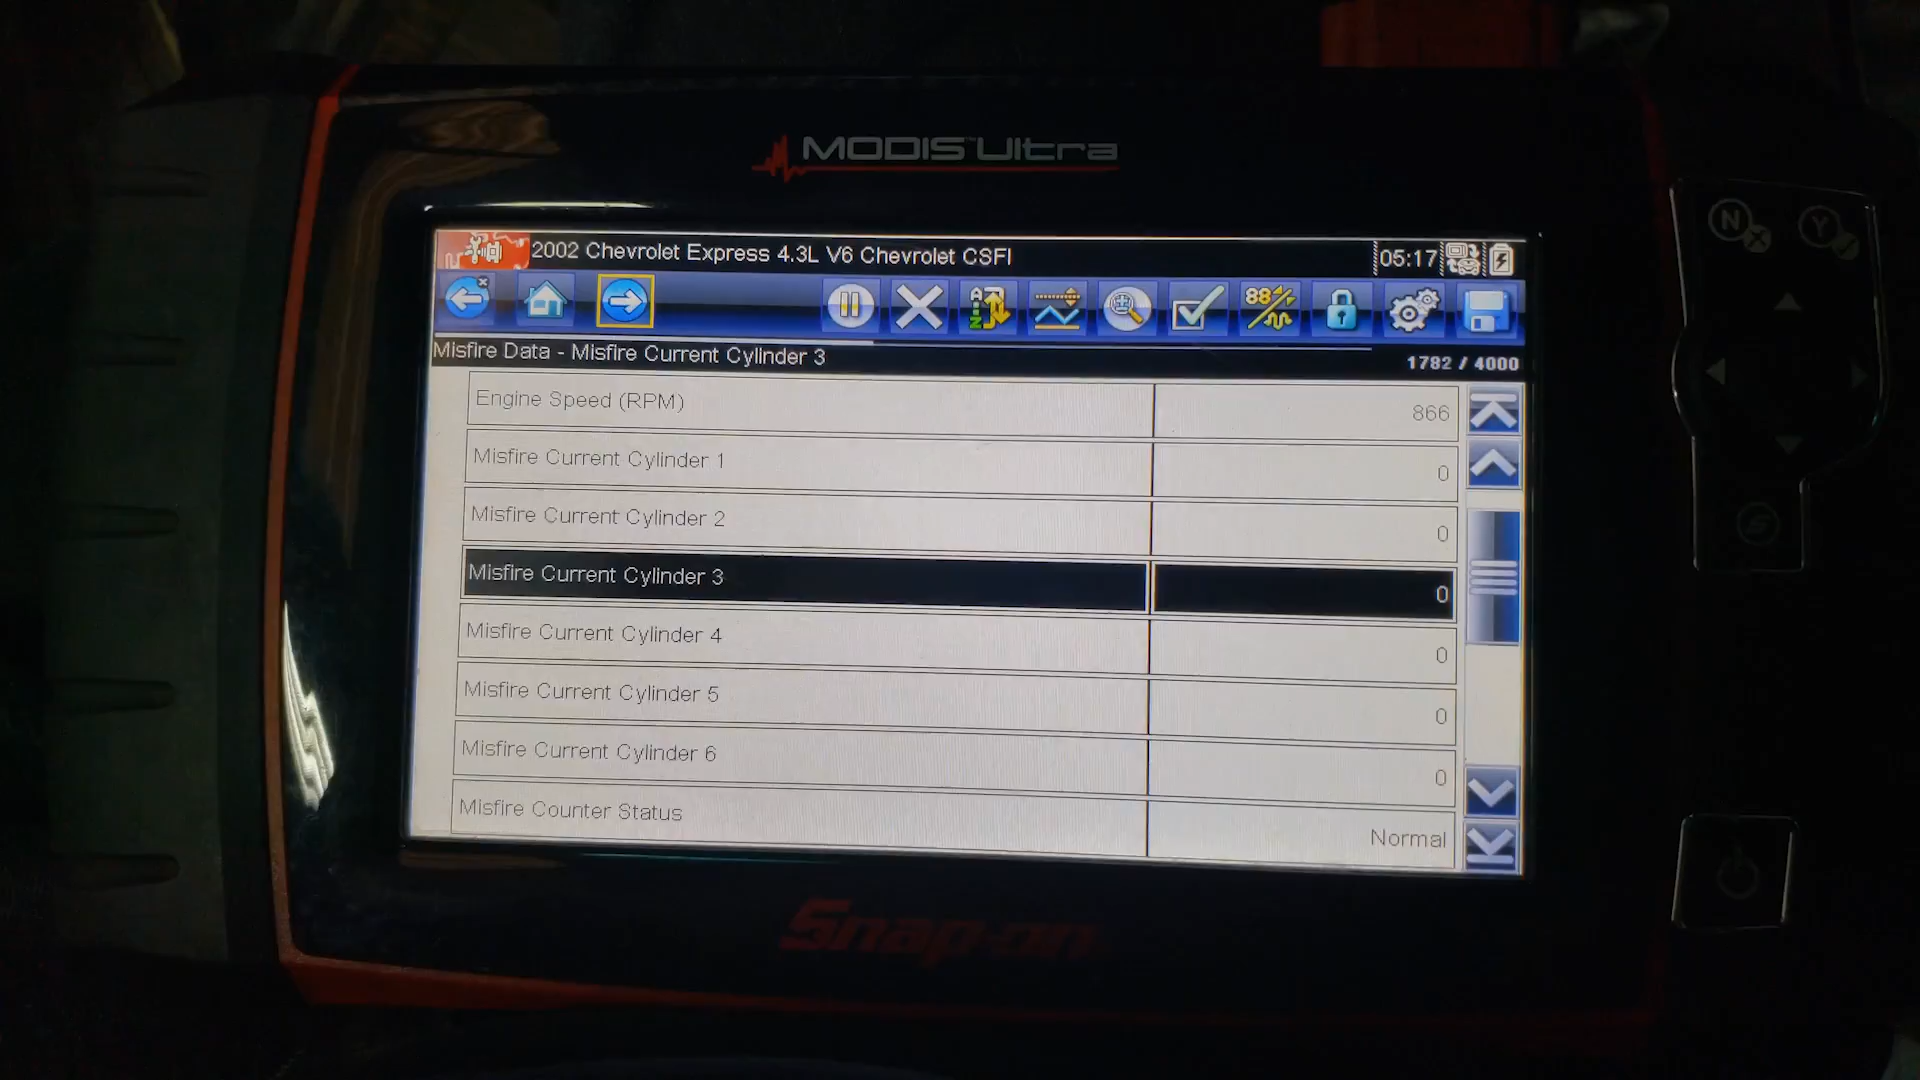 MODIS™Ultra
2002 Chevrolet Express 4.3L V6 Chevrolet CSFI
05:17
Misfire Data - Misfire Current Cylinder 3
1782 / 4000
Engine Speed (RPM) 866
Misfire Current Cylinder 1 0
Misfire Current Cylinder 2 0
Misfire Current Cylinder 3 0
Misfire Current Cylinder 4 0
Misfire Current Cylinder 5 0
Misfire Current Cylinder 6 0
Misfire Counter Status Normal
Snap-on
N
Y
S